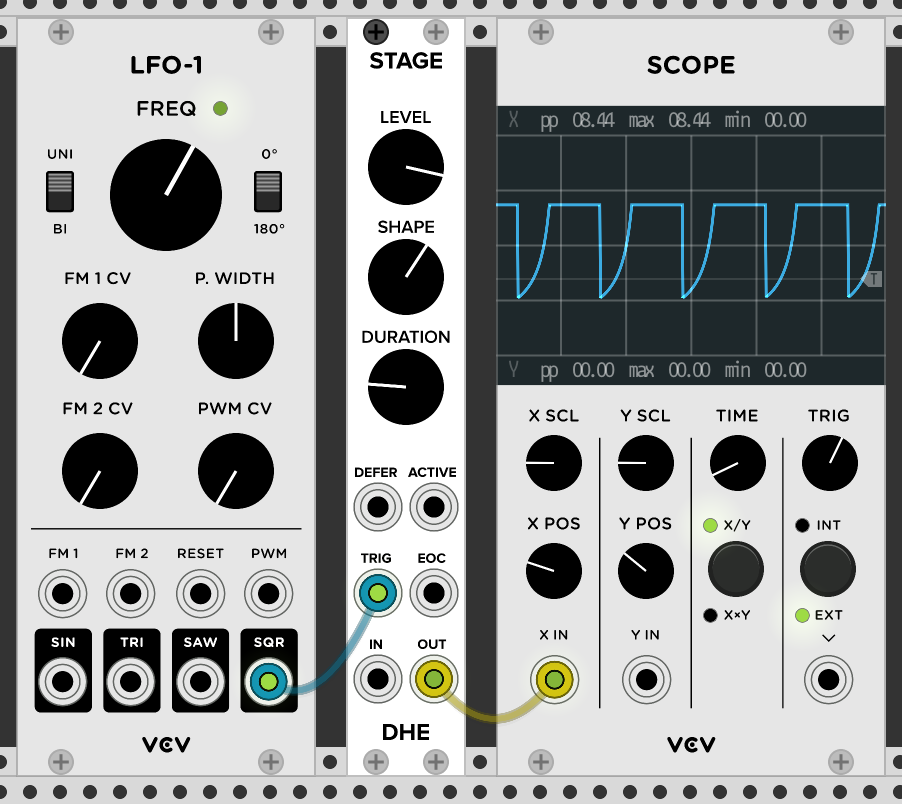 LFO-1
FREQ
UNI
BI
0°
180°
FM 1 CV
P. WIDTH
FM 2 CV
PWM CV
FM 1
FM 2
RESET
PWM
SIN
TRI
SAW
SQR
VCV
STAGE
LEVEL
SHAPE
DURATION
DEFER
ACTIVE
TRIG
EOC
IN
OUT
DHE
SCOPE
X pp 08.44 max 08.44 min 00.00
T
Y pp 00.00 max 00.00 min 00.00
X SCL
Y SCL
TIME
TRIG
X POS
Y POS
X/Y
INT
X×Y
EXT
X IN
Y IN
VCV